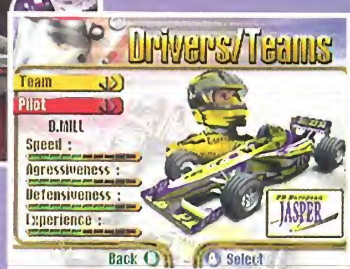 Drivers/Teams
Team
Pilot
D.MILL
Speed :
Agressiveness :
Defensiveness :
Experience :
JASPER
Back B - A Select